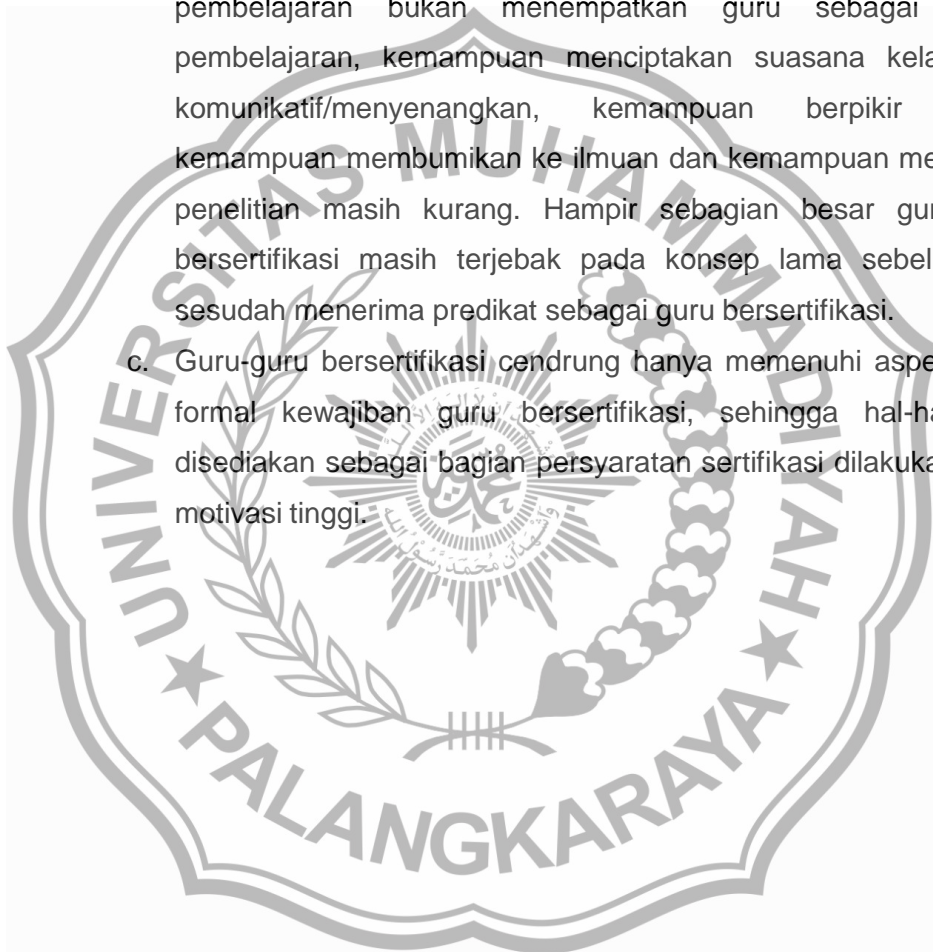 pembelajaran bukan menempatkan guru sebagai
pembelajaran, kemampuan menciptakan suasana kela
komunikatif/menyenangkan, kemampuan berpikir
kemampuan membumikan ke ilmuan dan kemampuan me
penelitian masih kurang. Hampir sebagian besar gur
bersertifikasi masih terjebak pada konsep lama sebel
sesudah menerima predikat sebagai guru bersertifikasi.
c. Guru-guru bersertifikasi cendrung hanya memenuhi aspe
formal kewajiban guru bersertifikasi, sehingga hal-ha
disediakan sebagai bagian persyaratan sertifikasi dilakuka
motivasi tinggi.
UNIVERSITAS MUHAMMADIYAH
PALANGKARAYA